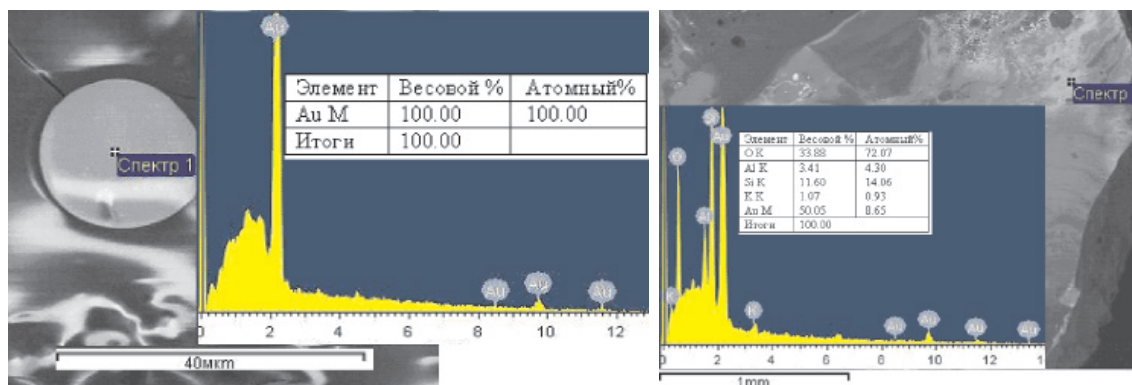 Au
Элемент Весовой % Атомный%
Au M 100.00 100.00
Итоги 100.00
Спектр 1
Au Au Au
0 2 4 6 8 10 12
40мкт
Спектр
Si
Au
O
Al
K
K
Au Au Au Au
Элемент Весовой % Атомный%
O K 33.88 72.07
Al K 3.41 4.30
Si K 11.60 14.06
K K 1.07 0.93
Au M 50.05 8.65
Итоги 100.00
0 2 4 6 8 10 12 14
1mm